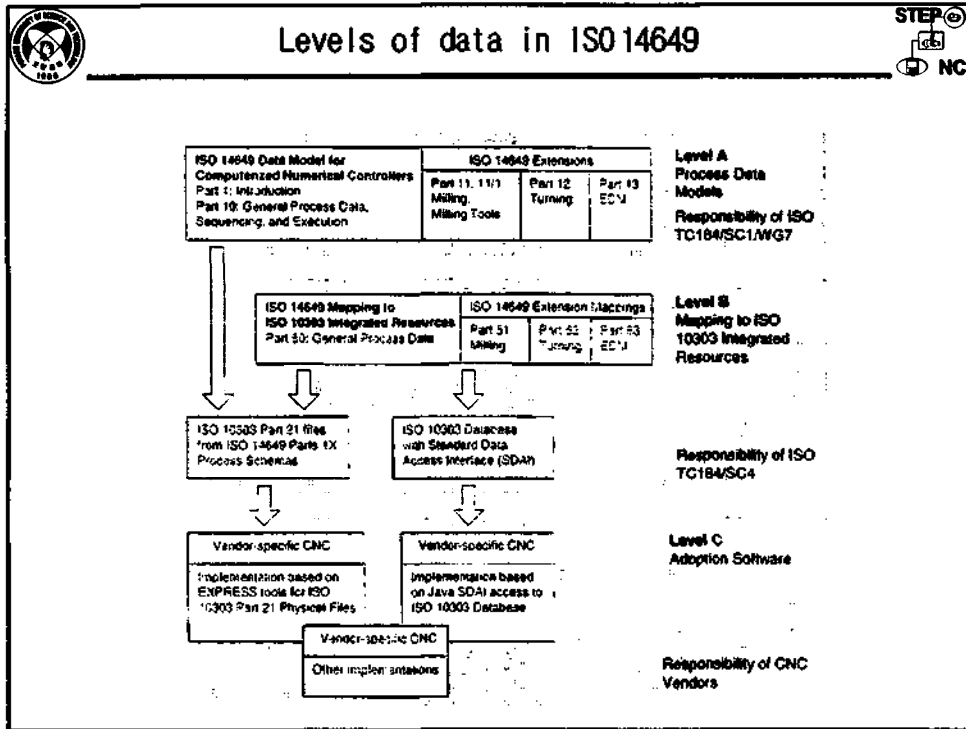 Levels of data in ISO 14649
STEP
NC
1986
ISO 14649 Data Model for
Computerized Numerical Controllers
Part 1: Introduction
Part 10: General Process Data,
Sequencing, and Execution
ISO 14649 Extensions
Part 11, 111
Milling,
Milling Tools
Part 12
Turning
Part 13
EDM
Level A
Process Data
Models
Responsibility of ISO
TC184/SC1/WG7
ISO 14649 Mapping to
ISO 10303 Integrated Resources
Part 50: General Process Data
ISO 14649 Extension Mappings
Part 51
Milling
Part 52
Turning
Part 53
EDM
Level B
Mapping to ISO
10303 Integrated
Resources
ISO 10303 Part 21 files
from ISO 14649 Parts 1X
Process Schemas
ISO 10303 Database
with Standard Data
Access Interface (SDAI)
Responsibility of ISO
TC184/SC4
Vendor-specific CNC
Implementation based on
EXPRESS tools for ISO
10303 Part 21 Physical Files
Vendor-specific CNC
Implementation based
on Java SDAI access to
ISO 10303 Database
Level C
Adoption Software
Vendor-specific CNC
Other implementations
Responsibility of CNC
Vendors